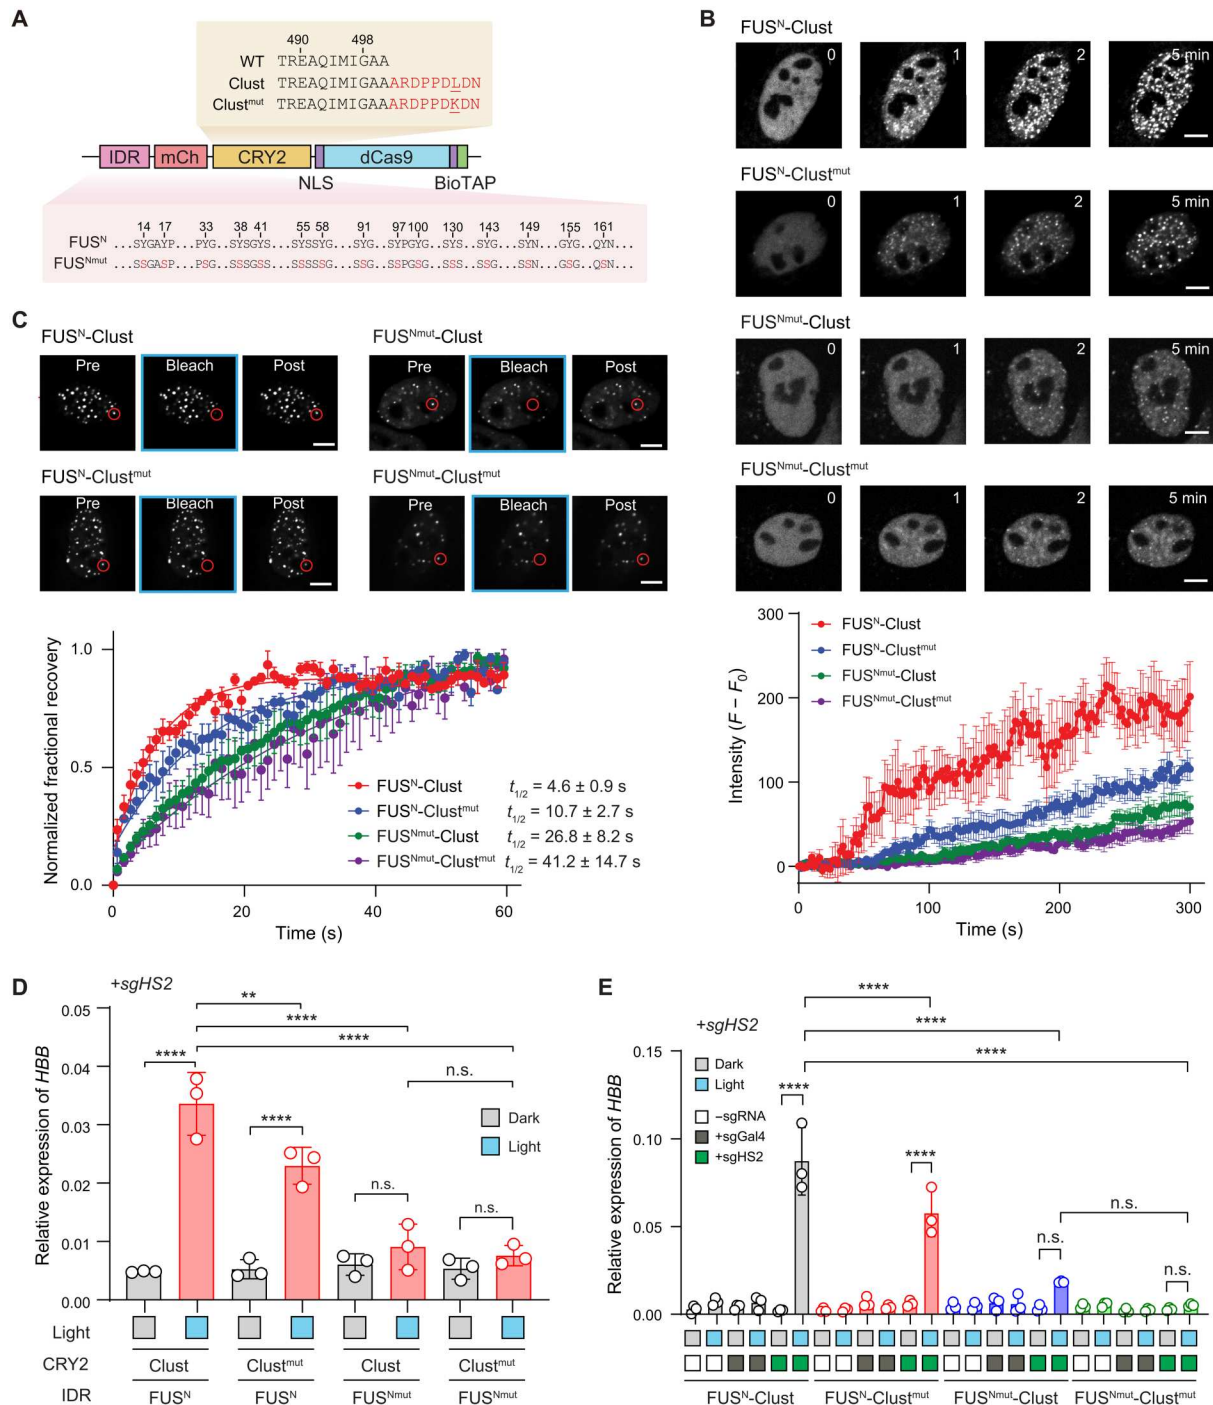 A
490 498
WT TREAQIMIGAA
Clust TREAQIMIGAAARDPPDLDN
Clustmut TREAQIMIGAAARDPPDKDN
IDR mCh CRY2 dCas9
NLS BioTAP
14 17 33 38 41 55 58 91 97 100 130 143 149 155 161
FUSN ...SYGAYP...PYG...SYSGYS...SYSSYG...SYG...SYPGYG...SYS...SYG...SYN...GYG...QYN...
FUSNmut ...SSGASP...PSG...SSSGSS...SSSSSG...SSG...SSPGSG...SSS...SSG...SSN...GSG...QSN...
B
FUSN-Clust
0 1 2 5 min
FUSN-Clustmut
0 1 2 5 min
FUSNmut-Clust
0 1 2 5 min
FUSNmut-Clustmut
0 1 2 5 min
300
200
100
0
Intensity (F − F0)
FUSN-Clust
FUSN-Clustmut
FUSNmut-Clust
FUSNmut-Clustmut
0 100 200 300
Time (s)
C
FUSN-Clust FUSNmut-Clust
Pre Bleach Post Pre Bleach Post
FUSN-Clustmut FUSNmut-Clustmut
Pre Bleach Post Pre Bleach Post
1.0
0.5
0.0
Normalized fractional recovery
FUSN-Clust t1/2 = 4.6 ± 0.9 s
FUSN-Clustmut t1/2 = 10.7 ± 2.7 s
FUSNmut-Clust t1/2 = 26.8 ± 8.2 s
FUSNmut-Clustmut t1/2 = 41.2 ± 14.7 s
0 20 40 60
Time (s)
D
+sgHS2
**
****
****
**** n.s.
****
n.s. n.s.
Dark
Light
0.05
0.04
0.03
0.02
0.01
0.00
Relative expression of HBB
Light
CRY2 Clust Clustmut Clust Clustmut
IDR FUSN FUSN FUSNmut FUSNmut
E
+sgHS2
****
****
****
****
****
n.s.
n.s.
n.s.
Dark
Light
−sgRNA
+sgGal4
+sgHS2
0.15
0.10
0.05
0.00
Relative expression of HBB
FUSN-Clust FUSN-Clustmut FUSNmut-Clust FUSNmut-Clustmut